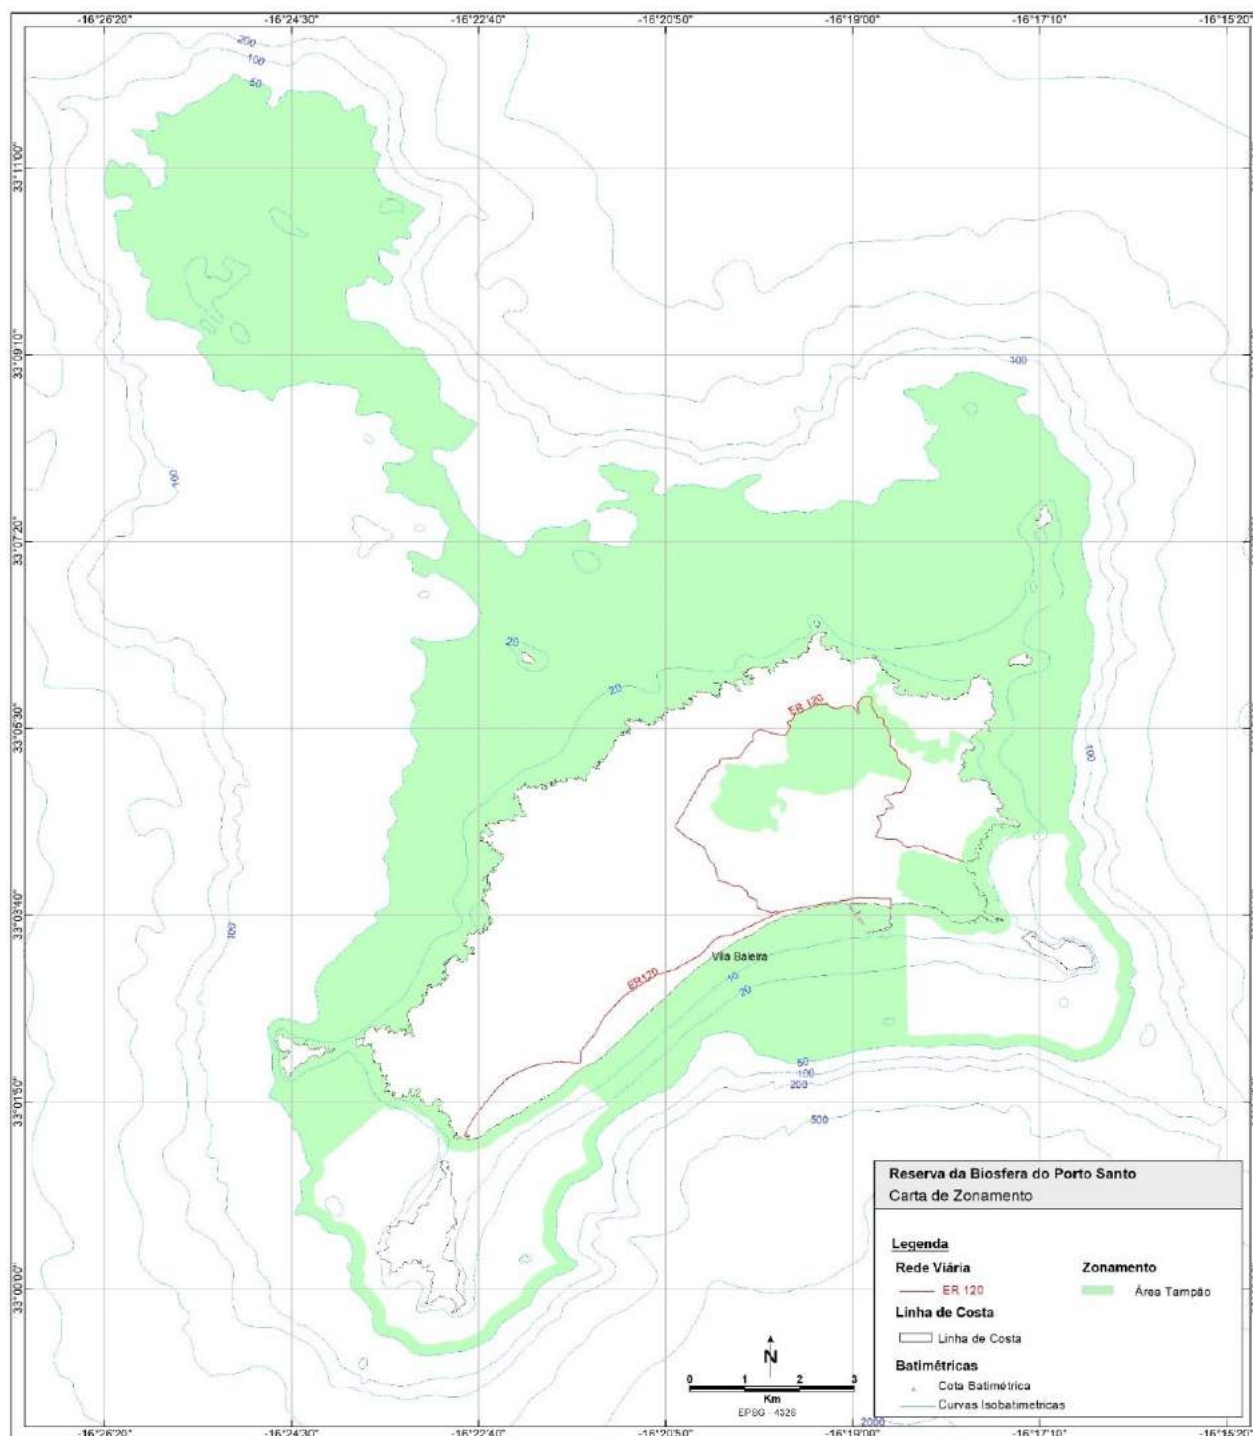 -16°26'20" -16°24'30" -16°22'40" -16°20'50" -16°19'00" -16°17'10" -16°15'20"
200
100
50
33°11'00"
33°09'10"
100
100
33°07'20"
20
20
ER 120
33°05'30"
100
33°03'40"
100
Vila Baleira
ER120
10
20
50
100
200
33°01'50"
500
33°00'00"
Reserva da Biosfera do Porto Santo
Carta de Zonamento
Legenda
Rede Viária
ER 120
Zonamento
Área Tampão
Linha de Costa
Linha de Costa
Batimétricas
Cota Batimétrica
Curvas Isobatimetricas
N
0 1 2 3
Km
EPSG - 4326
2000
-16°26'20" -16°24'30" -16°22'40" -16°20'50" -16°19'00" -16°17'10" -16°15'20"